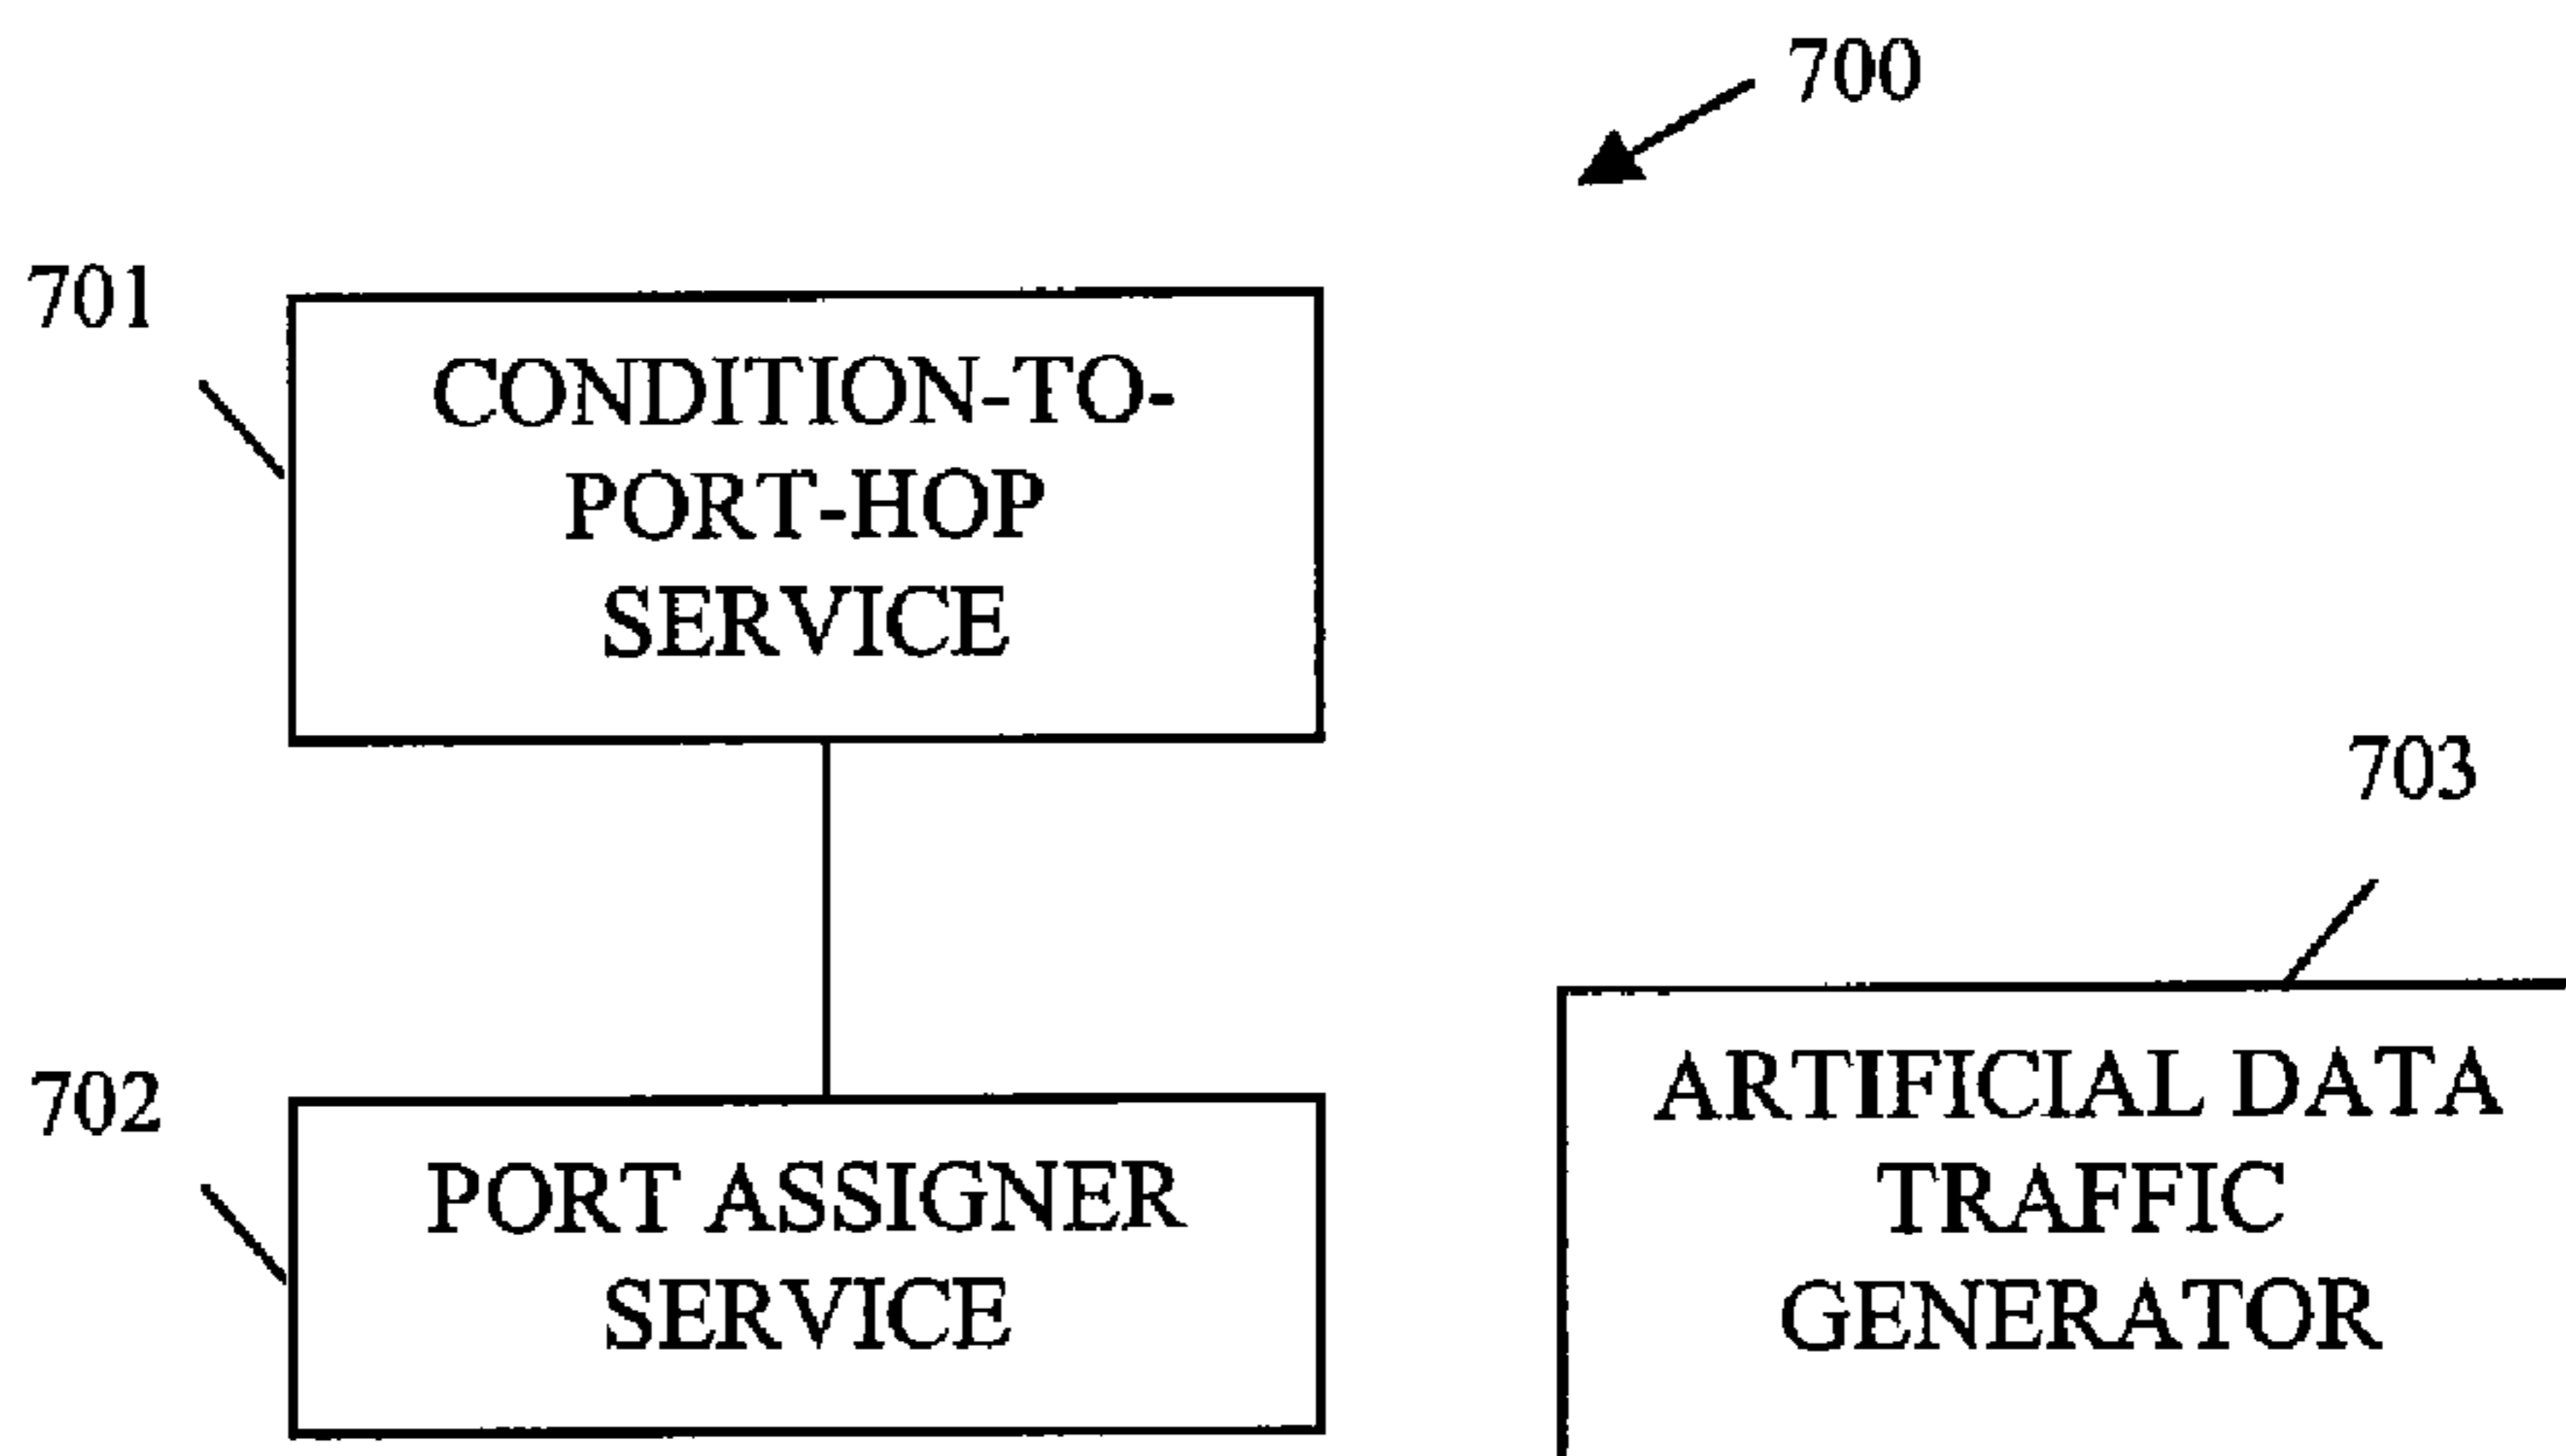 700
701
CONDITION-TO-
PORT-HOP
SERVICE
703
702
PORT ASSIGNER
SERVICE
ARTIFICIAL DATA
TRAFFIC
GENERATOR